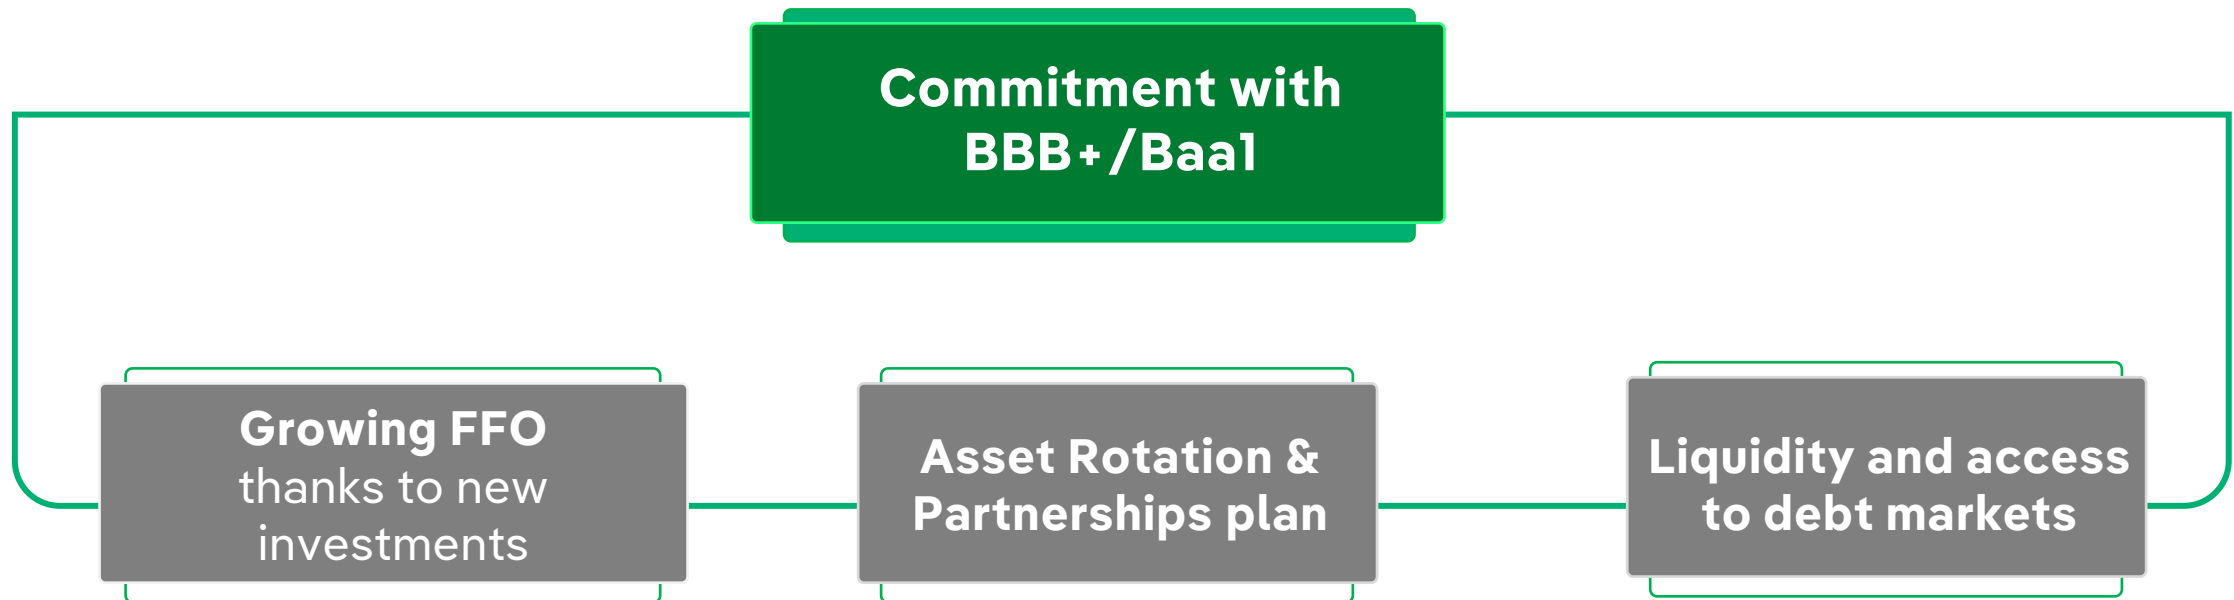 Commitment with
BBB+/Baa1
Growing FFO
thanks to new
investments
Asset Rotation &
Partnerships plan
Liquidity and access
to debt markets